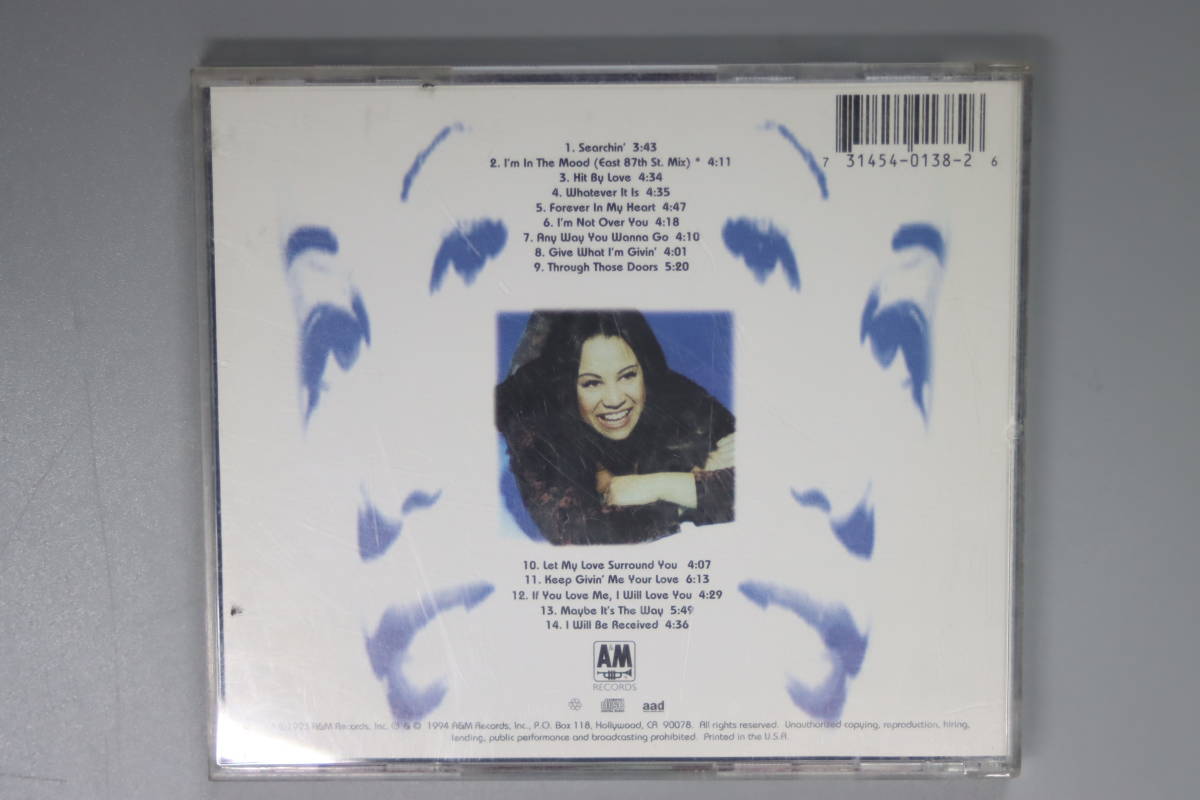 1. Searchin' 3:43
2. I'm In The Mood (East 87th St. Mix) * 4:11
3. Hit By Love 4:34
4. Whatever It Is 4:35
5. Forever In My Heart 4:47
6. I'm Not Over You 4:18
7. Any Way You Wanna Go 4:10
8. Give What I'm Givin' 4:01
9. Through Those Doors 5:20
7 31454-0138-2 6
10. Let My Love Surround You 4:07
11. Keep Givin' Me Your Love 6:13
12. If You Love Me, I Will Love You 4:29
13. Maybe It's The Way 5:49
14. I Will Be Received 4:36
A&M
RECORDS
aad
A&M Records, Inc. ℗ & © 1994 A&M Records, Inc., P.O. Box 118, Hollywood, CA 90078. All rights reserved. Unauthorized copying, reproduction, hiring,
lending, public performance and broadcasting prohibited. Printed in the U.S.A.